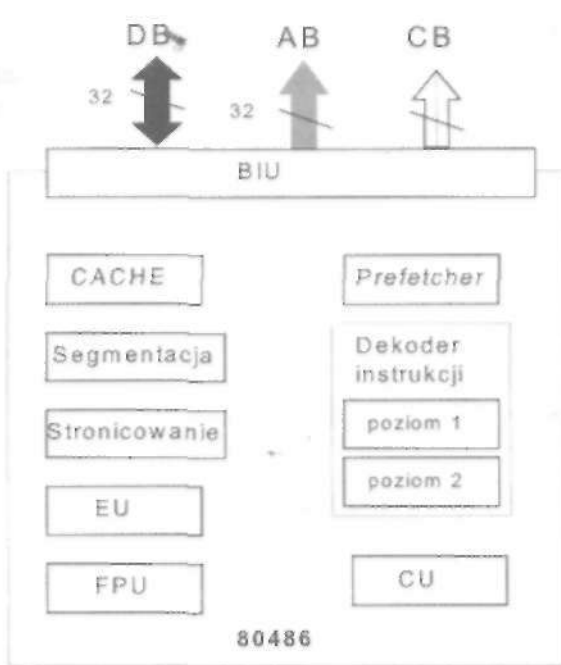 DB AB CB
32 32
BIU
CACHE
Prefetcher
Segmentacja
Dekoder
instrukcji
Stronicowanie
poziom 1
poziom 2
EU
FPU
CU
80486